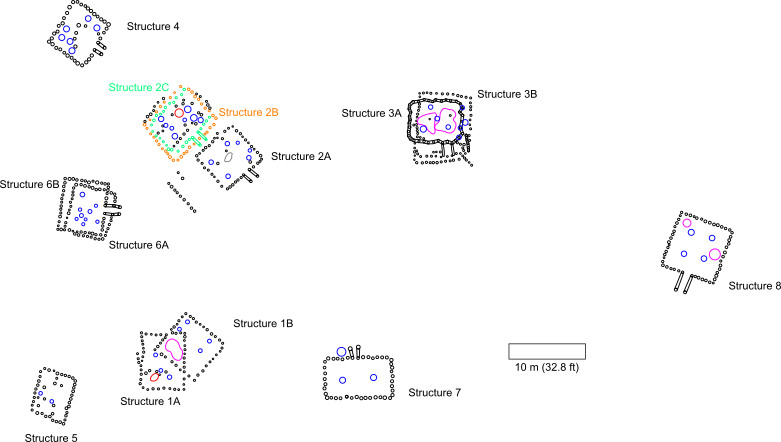 Structure 4
Structure 2C
Structure 2B
Structure 3B
Structure 3A
Structure 2A
Structure 6B
Structure 6A
Structure 8
Structure 1B
10 m (32.8 ft)
Structure 7
Structure 1A
Structure 5